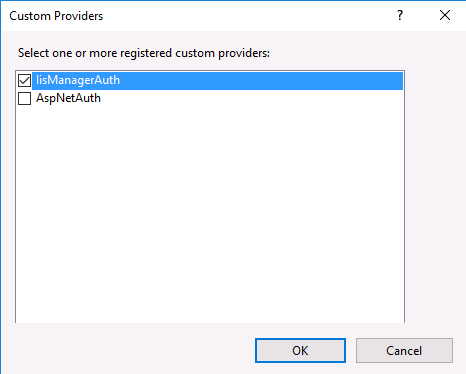 Custom Providers
?
Select one or more registered custom providers:
IisManagerAuth
AspNetAuth
OK
Cancel